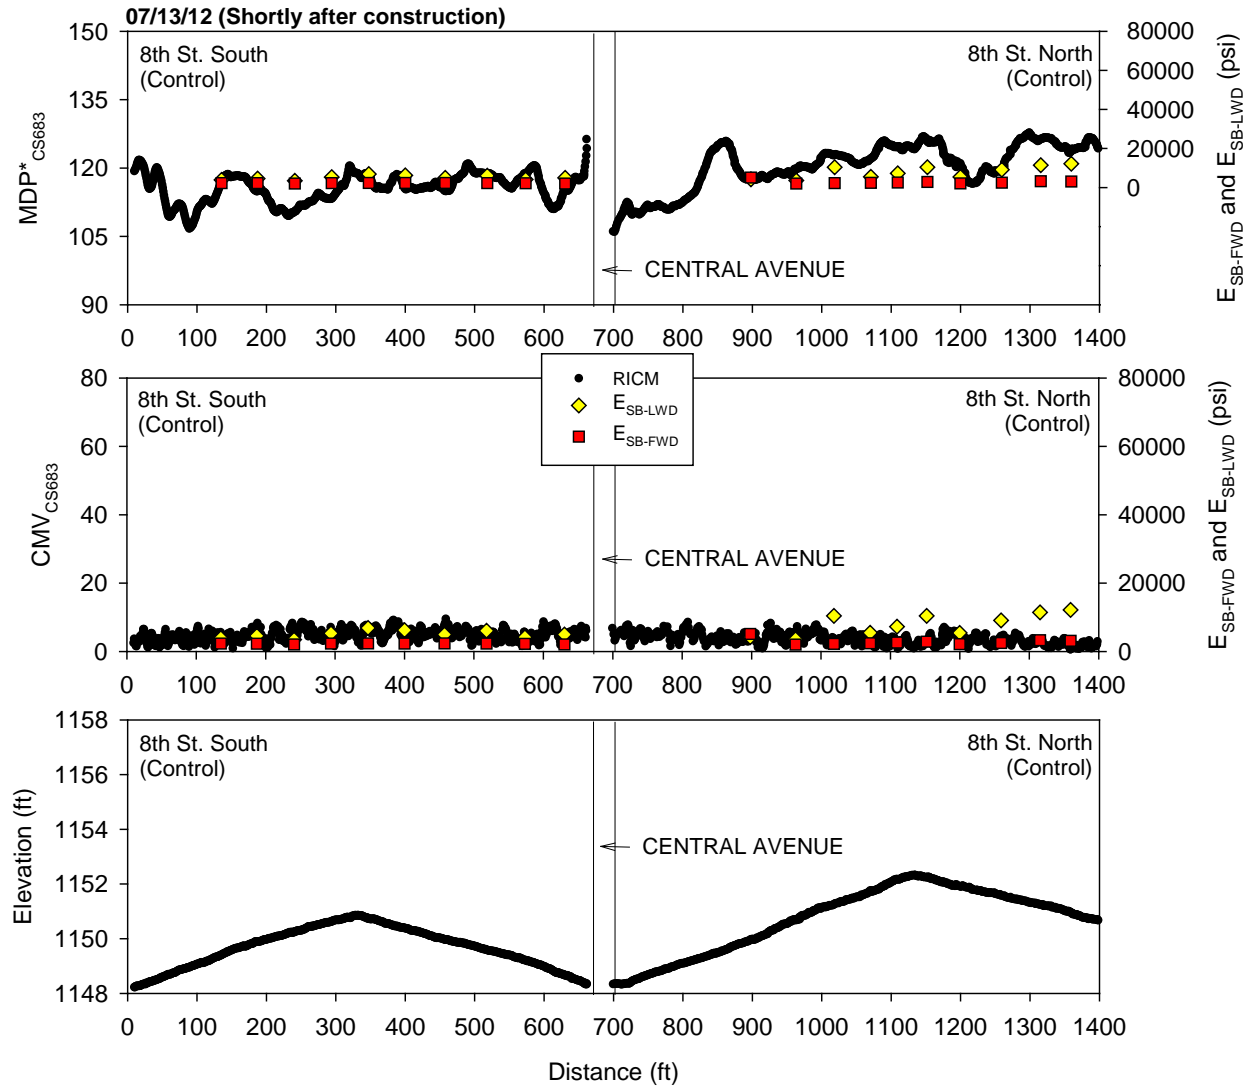 07/13/12 (Shortly after construction)
150
135
120
105
90
MDP*CS683
8th St. South
(Control)
8th St. North
(Control)
CENTRAL AVENUE
80000
60000
40000
20000
0
ESB-FWD and ESB-LWD (psi)
0 100 200 300 400 500 600 700 800 900 1000 1100 1200 1300 1400
RICM
ESB-LWD
ESB-FWD
80
60
40
20
0
CMVCS683
8th St. South
(Control)
8th St. North
(Control)
CENTRAL AVENUE
80000
60000
40000
20000
0
ESB-FWD and ESB-LWD (psi)
0 100 200 300 400 500 600 700 800 900 1000 1100 1200 1300 1400
1158
1156
1154
1152
1150
1148
Elevation (ft)
8th St. South
(Control)
8th St. North
(Control)
CENTRAL AVENUE
0 100 200 300 400 500 600 700 800 900 1000 1100 1200 1300 1400
Distance (ft)